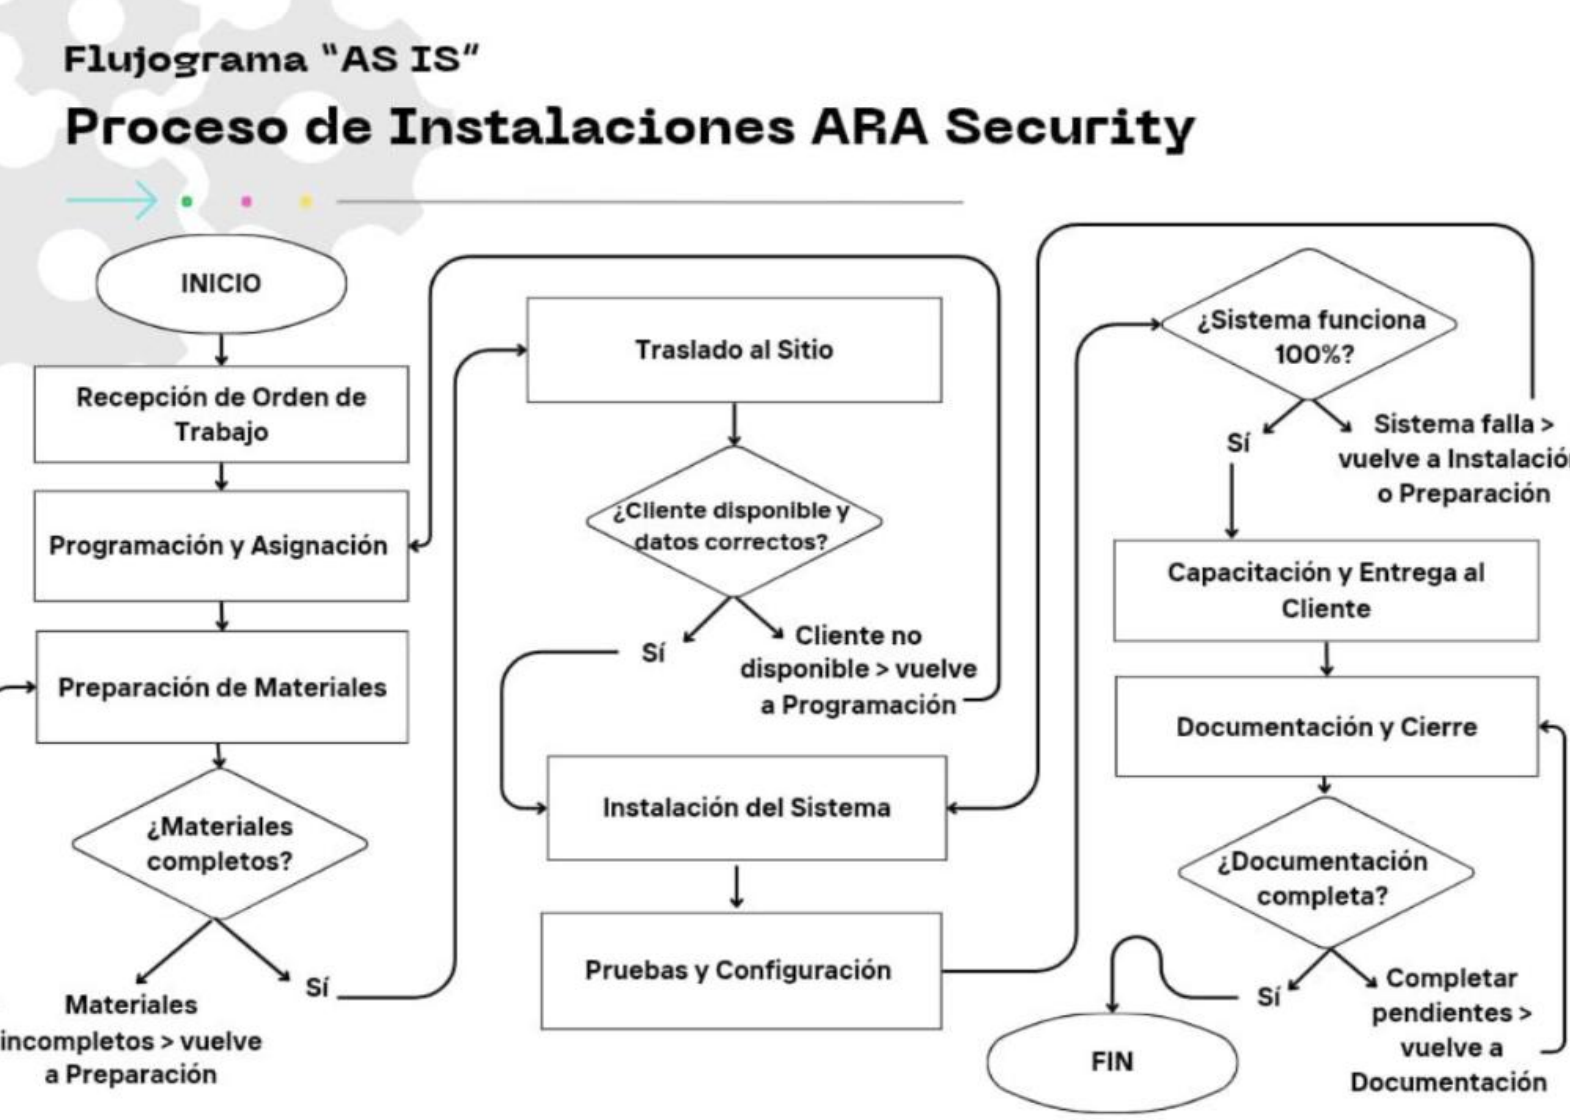 Flujograma “AS IS”
Proceso de Instalaciones ARA Security
INICIO
Recepción de Orden de
Trabajo
Programación y Asignación
Preparación de Materiales
¿Materiales
completos?
Materiales
incompletos > vuelve
a Preparación
Sí
Traslado al Sitio
¿Cliente disponible y
datos correctos?
Sí
Cliente no
disponible > vuelve
a Programación
Instalación del Sistema
Pruebas y Configuración
¿Sistema funciona
100%?
Sí
Sistema falla >
vuelve a Instalación
o Preparación
Capacitación y Entrega al
Cliente
Documentación y Cierre
¿Documentación
completa?
Sí
Completar
pendientes >
vuelve a
Documentación
FIN